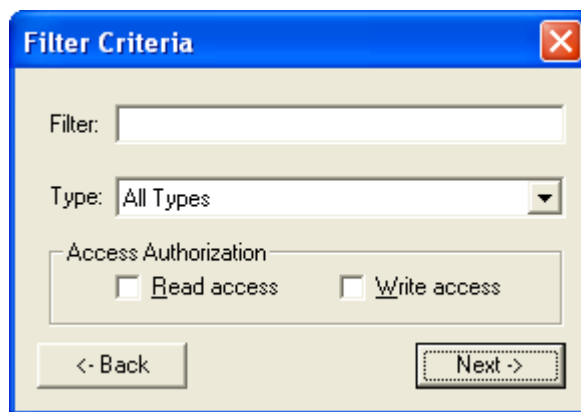 Filter Criteria
Filter:
Type: All Types
Access Authorization
Read access Write access
<- Back Next ->